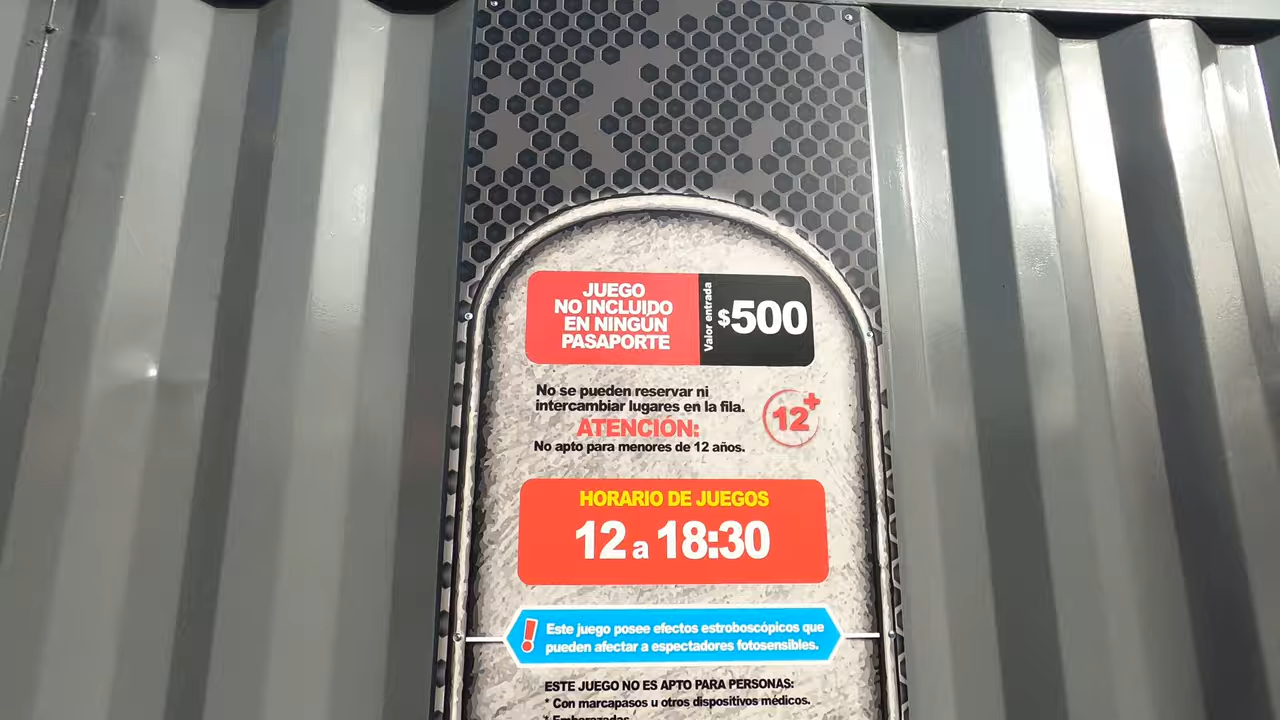 JUEGO
NO INCLUIDO
EN NINGÚN
PASAPORTE
Valor entrada
$500
No se pueden reservar ni
intercambiar lugares en la fila.
ATENCIÓN:
No apto para menores de 12 años.
12+
HORARIO DE JUEGOS
12 a 18:30
! Este juego posee efectos estroboscópicos que
pueden afectar a espectadores fotosensibles.
ESTE JUEGO NO ES APTO PARA PERSONAS:
* Con marcapasos u otros dispositivos médicos.
* Embarazadas